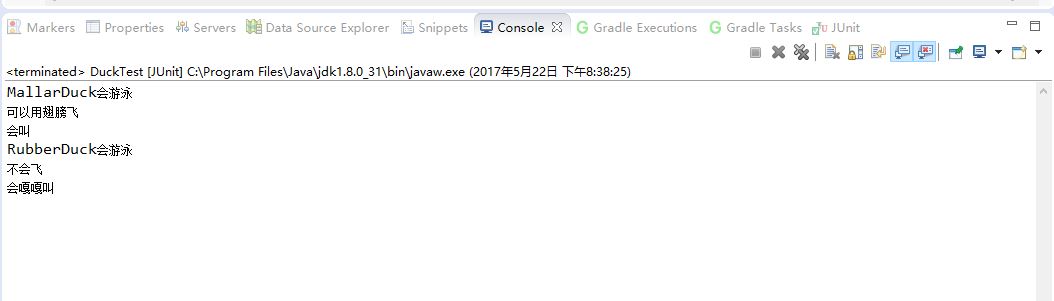 Markers Properties Servers Data Source Explorer Snippets Console Gradle Executions Gradle Tasks JUnit
<terminated> DuckTest [JUnit] C:\Program Files\Java\jdk1.8.0_31\bin\javaw.exe (2017年5月22日 下午8:38:25)
MallarDuck会游泳
可以用翅膀飞
会叫
RubberDuck会游泳
不会飞
会嘎嘎叫